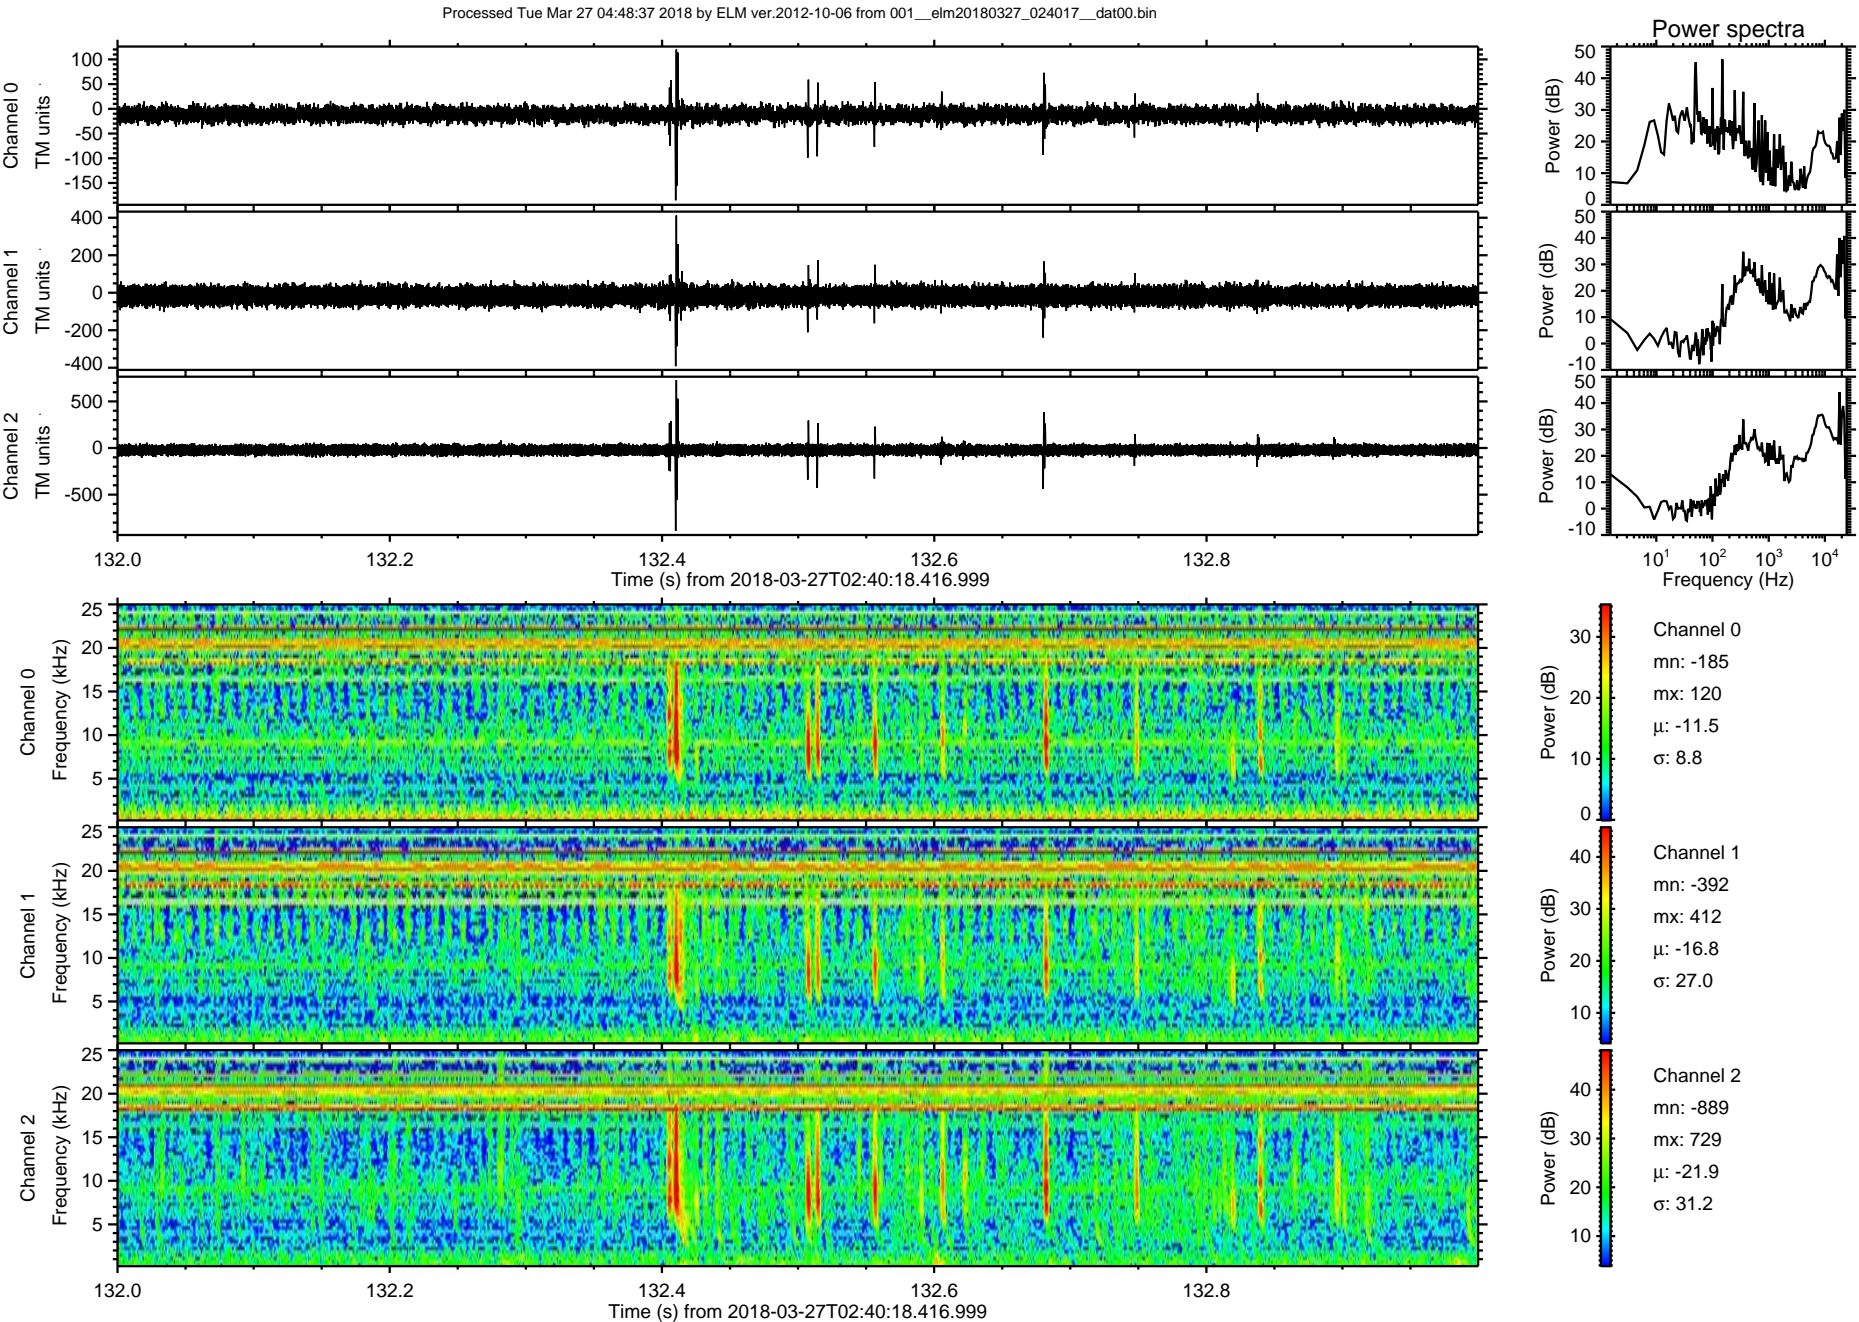 Processed Tue Mar 27 04:48:37 2018 by ELM ver.2012-10-06 from 001__elm20180327_024017__dat00.bin
Power spectra
Channel 0
TM units
100
50
0
-50
-100
-150
Power (dB)
50
40
30
20
10
0
Channel 1
TM units
400
200
0
-200
-400
Power (dB)
50
40
30
20
10
0
-10
Channel 2
TM units
500
0
-500
Power (dB)
50
40
30
20
10
0
-10
132.0 132.2 132.4 132.6 132.8
Time (s) from 2018-03-27T02:40:18.416.999
10^1 10^2 10^3 10^4
Frequency (Hz)
Channel 0
Frequency (kHz)
25
20
15
10
5
Power (dB)
30
20
10
0
Channel 0
mn: -185
mx: 120
μ: -11.5
σ: 8.8
Channel 1
Frequency (kHz)
25
20
15
10
5
Power (dB)
40
30
20
10
Channel 1
mn: -392
mx: 412
μ: -16.8
σ: 27.0
Channel 2
Frequency (kHz)
25
20
15
10
5
Power (dB)
40
30
20
10
Channel 2
mn: -889
mx: 729
μ: -21.9
σ: 31.2
132.0 132.2 132.4 132.6 132.8
Time (s) from 2018-03-27T02:40:18.416.999